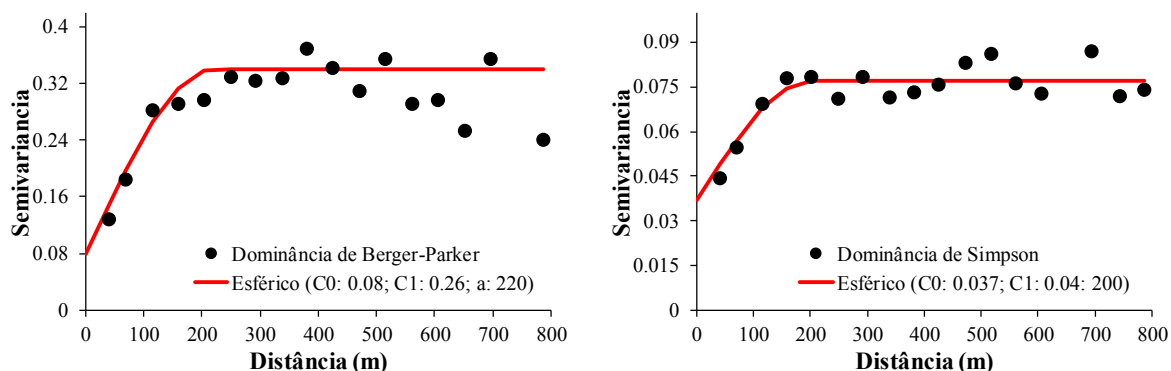 0.4
0.32
0.24
0.16
0.08
0
Semivariancia
Dominância de Berger-Parker
Esférico (C0: 0.08; C1: 0.26; a: 220)
0 100 200 300 400 500 600 700 800
Distância (m)
0.09
0.075
0.06
0.045
0.03
0.015
0
Semivariancia
Dominância de Simpson
Esférico (C0: 0.037; C1: 0.04: 200)
0 100 200 300 400 500 600 700 800
Distância (m)